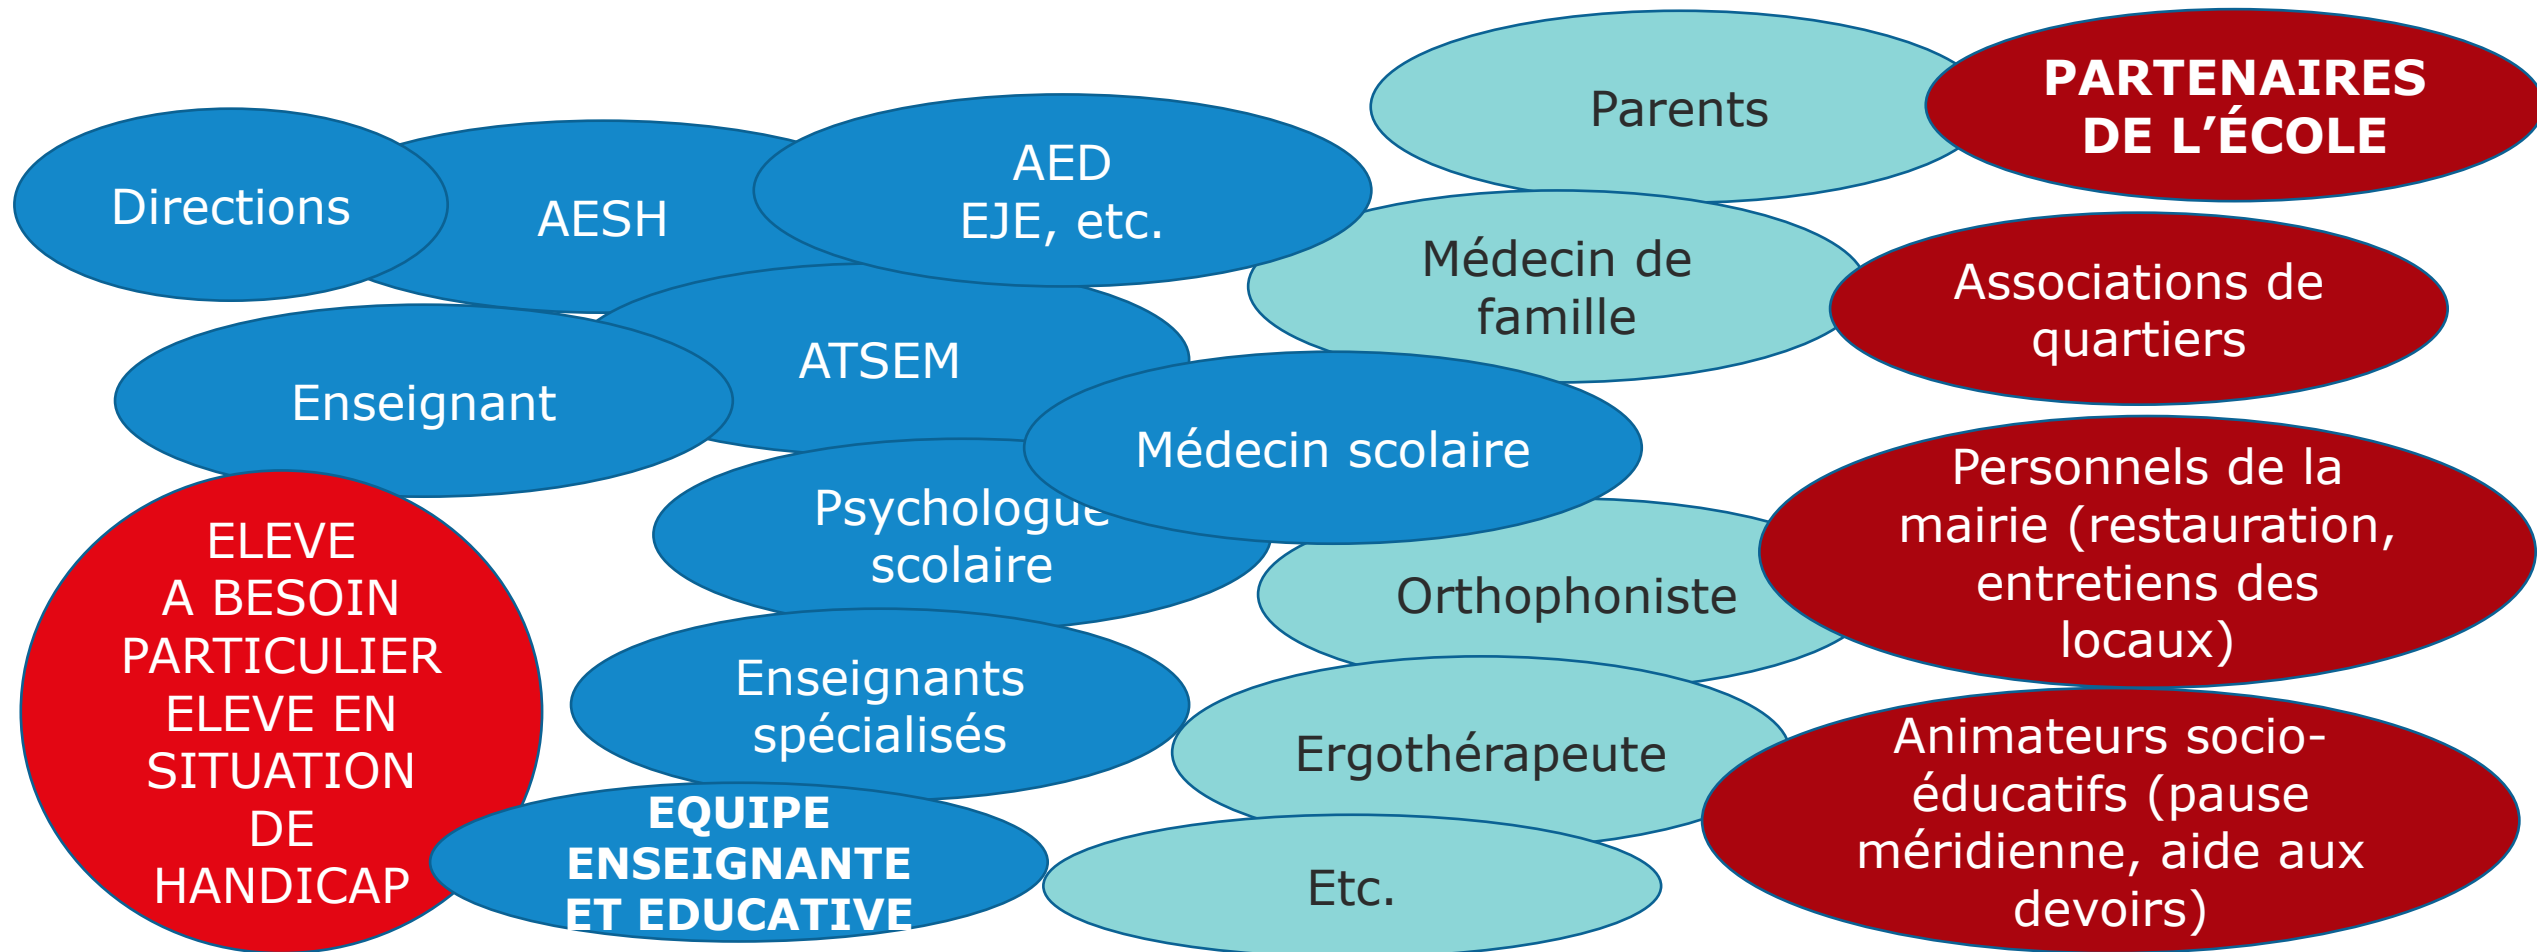 Directions
AESH
AED
EJE, etc.
Parents
PARTENAIRES
DE L’ÉCOLE
Enseignant
ATSEM
Médecin de
famille
Associations de
quartiers
Médecin scolaire
Psychologue
scolaire
Orthophoniste
Personnels de la
mairie (restauration,
entretiens des
locaux)
ELEVE
A BESOIN
PARTICULIER
ELEVE EN
SITUATION
DE
HANDICAP
Enseignants
spécialisés
Ergothérapeute
Animateurs socio-
éducatifs (pause
méridienne, aide aux
devoirs)
EQUIPE
ENSEIGNANTE
ET EDUCATIVE
Etc.